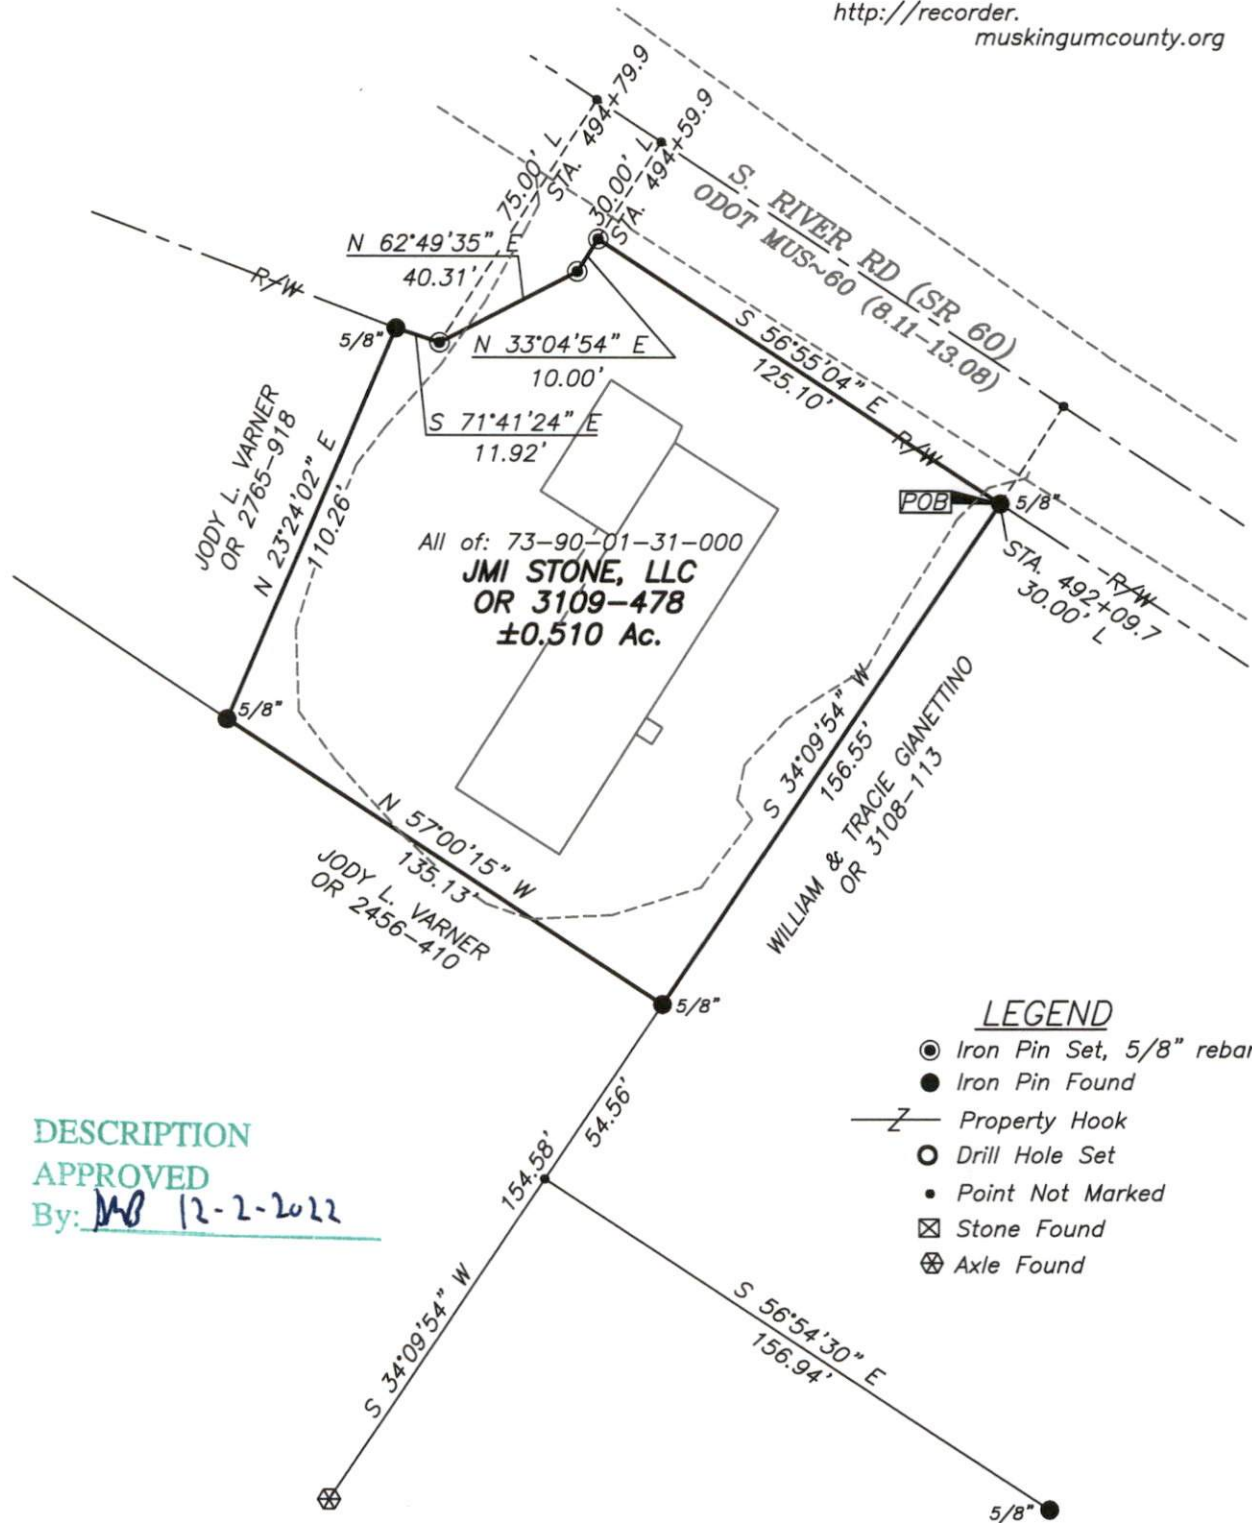 http://recorder.
muskingumcounty.org
75.00' L
STA. 494+79.9
30.00' L
STA. 494+59.9
S. RIVER RD (SR 60)
ODOT MUS~60 (8.11-13.08)
N 62°49'35" E
40.31'
R/W
5/8"
N 33°04'54" E
10.00'
S 56°55'04" E
125.10'
S 71°41'24" E
11.92'
R/W
POB
5/8"
JODY L. VARNER
OR 2765-918
N 23°24'02" E
110.26'
All of: 73-90-01-31-000
JMI STONE, LLC
OR 3109-478
±0.510 Ac.
STA. 492+09.7
30.00' L
R/W
5/8"
S 34°09'54" W
156.55'
WILLIAM & TRACIE GIANETTINO
OR 3108-113
N 57°00'15" W
135.13'
JODY L. VARNER
OR 2456-410
5/8"
LEGEND
Iron Pin Set, 5/8" rebar
Iron Pin Found
Z Property Hook
Drill Hole Set
Point Not Marked
Stone Found
Axle Found
54.56'
154.58'
DESCRIPTION
APPROVED
By: 12-2-2022
S 34°09'54" W
S 56°54'30" E
156.94'
5/8"